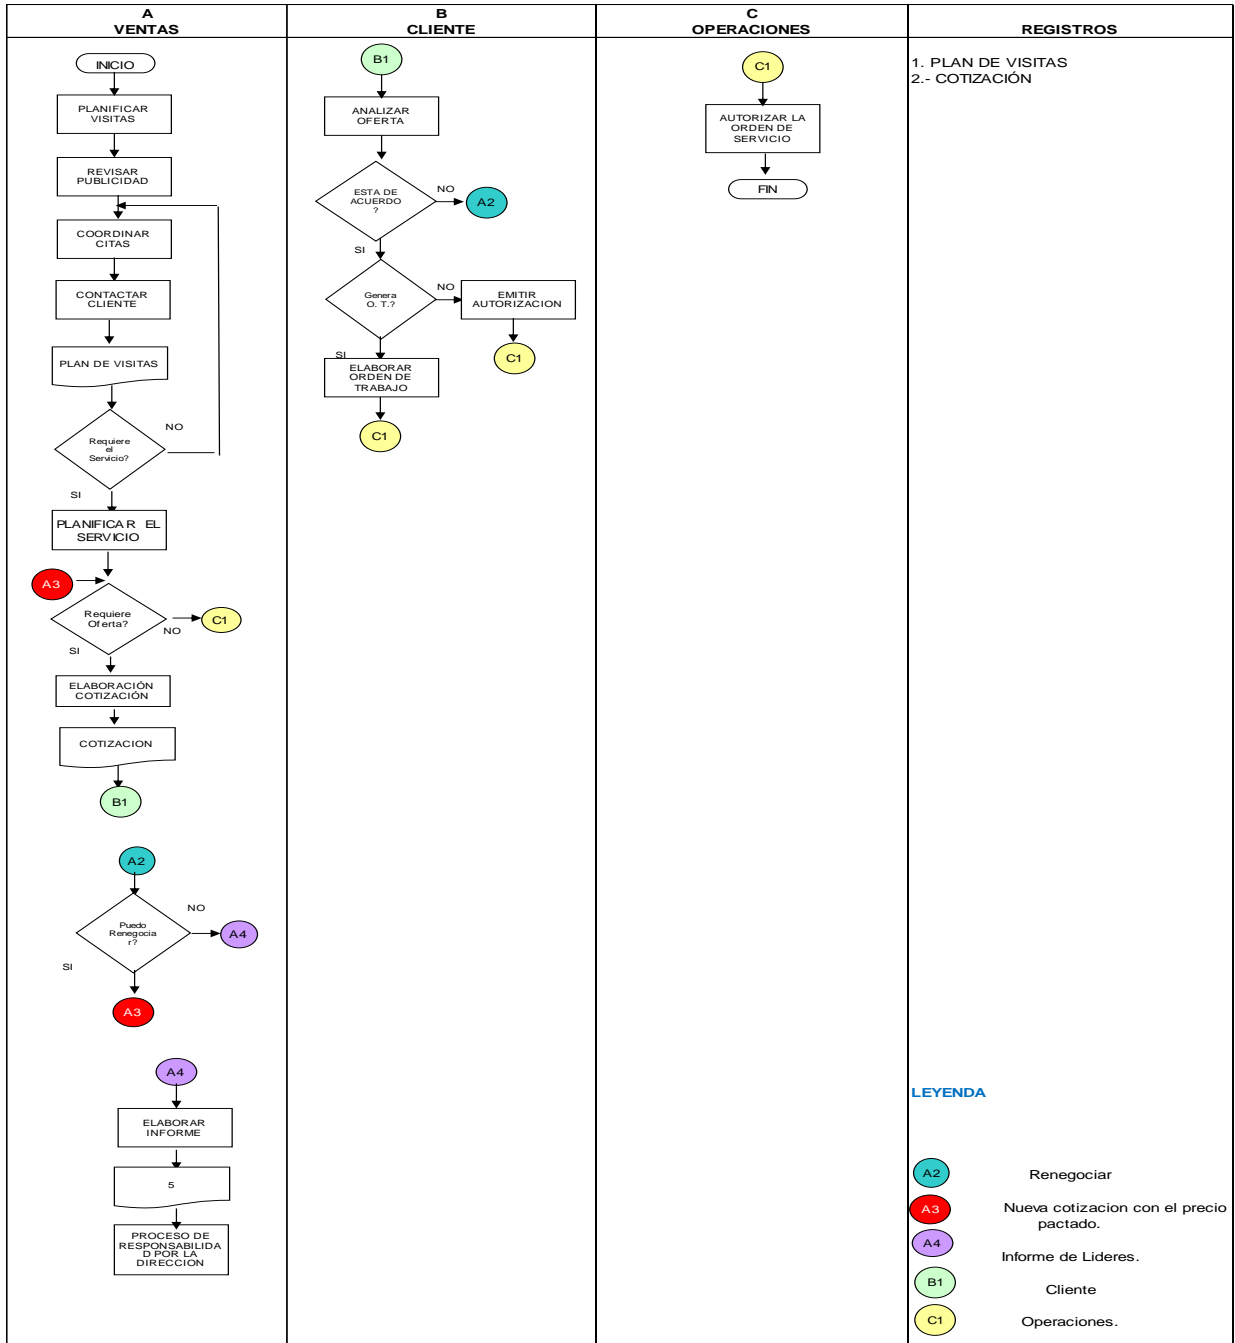 A
VENTAS
B
CLIENTE
C
OPERACIONES
REGISTROS
INICIO
PLANIFICAR
VISITAS
REVISAR
PUBLICIDAD
COORDINAR
CITAS
CONTACTAR
CLIENTE
PLAN DE VISITAS
Requiere
el
Servicio?
NO
SI
PLANIFICAR EL
SERVICIO
A3
Requiere
Oferta?
NO
C1
SI
ELABORACIÓN
COTIZACIÓN
COTIZACION
B1
A2
Puedo
Renegocia
r?
NO
A4
SI
A3
A4
ELABORAR
INFORME
5
PROCESO DE
RESPONSABILIDA
D POR LA
DIRECCION
B1
ANALIZAR
OFERTA
ESTA DE
ACUERDO
?
NO
A2
SI
Genera
O. T.?
NO
EMITIR
AUTORIZACION
C1
SI
ELABORAR
ORDEN DE
TRABAJO
C1
C1
AUTORIZAR LA
ORDEN DE
SERVICIO
FIN
1. PLAN DE VISITAS
2.- COTIZACIÓN
LEYENDA
A2 Renegociar
A3 Nueva cotizacion con el precio
pactado.
A4 Informe de Lideres.
B1 Cliente
C1 Operaciones.